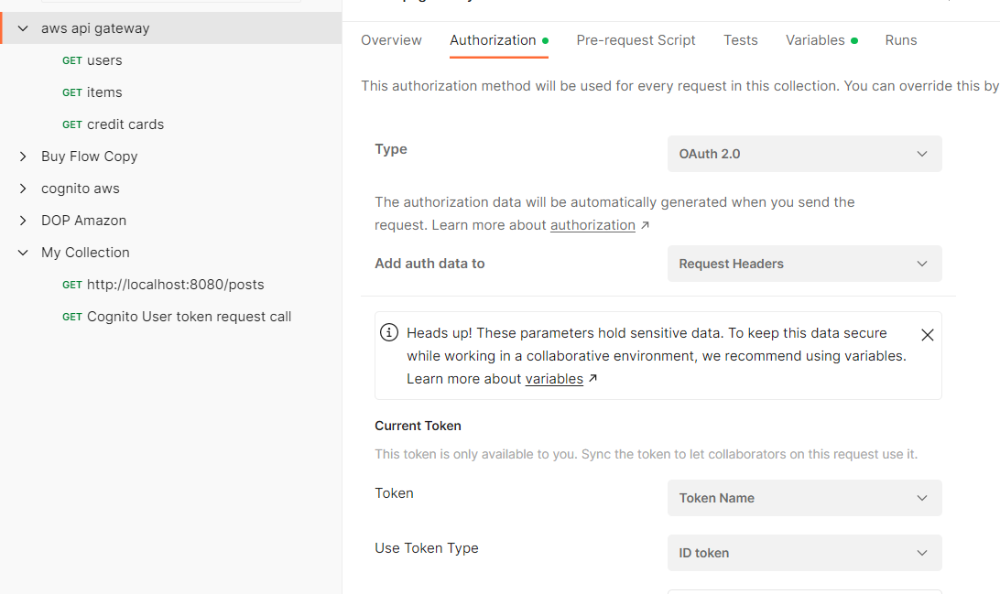 aws api gateway
GET users
GET items
GET credit cards
Buy Flow Copy
cognito aws
DOP Amazon
My Collection
GET http://localhost:8080/posts
GET Cognito User token request call
Overview Authorization Pre-request Script Tests Variables Runs
This authorization method will be used for every request in this collection. You can override this by
Type OAuth 2.0
The authorization data will be automatically generated when you send the
request. Learn more about authorization ↗
Add auth data to Request Headers
Heads up! These parameters hold sensitive data. To keep this data secure
while working in a collaborative environment, we recommend using variables.
Learn more about variables ↗
Current Token
This token is only available to you. Sync the token to let collaborators on this request use it.
Token Token Name
Use Token Type ID token